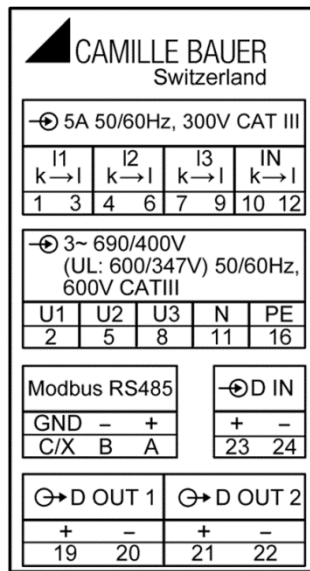 CAMILLE BAUER
Switzerland
5A 50/60Hz, 300V CAT III
I1 I2 I3 IN
k→l k→l k→l k→l
1 3 4 6 7 9 10 12
3~ 690/400V
(UL: 600/347V) 50/60Hz,
600V CATIII
U1 U2 U3 N PE
2 5 8 11 16
Modbus RS485
GND – +
C/X B A
D IN
+ –
23 24
D OUT 1 D OUT 2
+ – + –
19 20 21 22